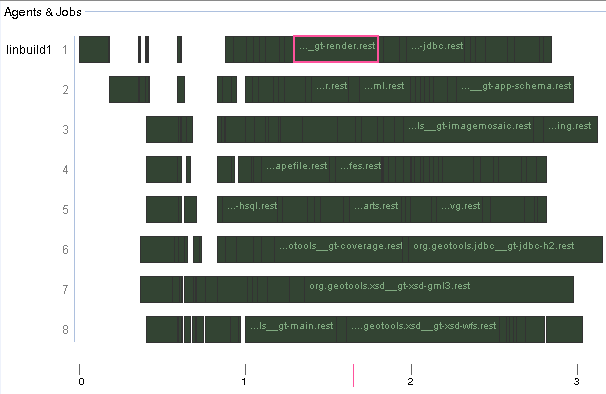 Agents & Jobs
linbuild1 1 ..._gt-render.rest ...-jdbc.rest
2 ...r.rest ...ml.rest ...__gt-app-schema.rest
3 ...ls__gt-imagemosaic.rest ...ing.rest
4 ...apefile.rest ...fes.rest
5 ...-hsql.rest ...arts.rest ...vg.rest
6 ...otools__gt-coverage.rest org.geotools.jdbc__gt-jdbc-h2.rest
7 org.geotools.xsd__gt-xsd-gml3.rest
8 ...ls__gt-main.rest ....geotools.xsd__gt-xsd-wfs.rest
0 1 2 3